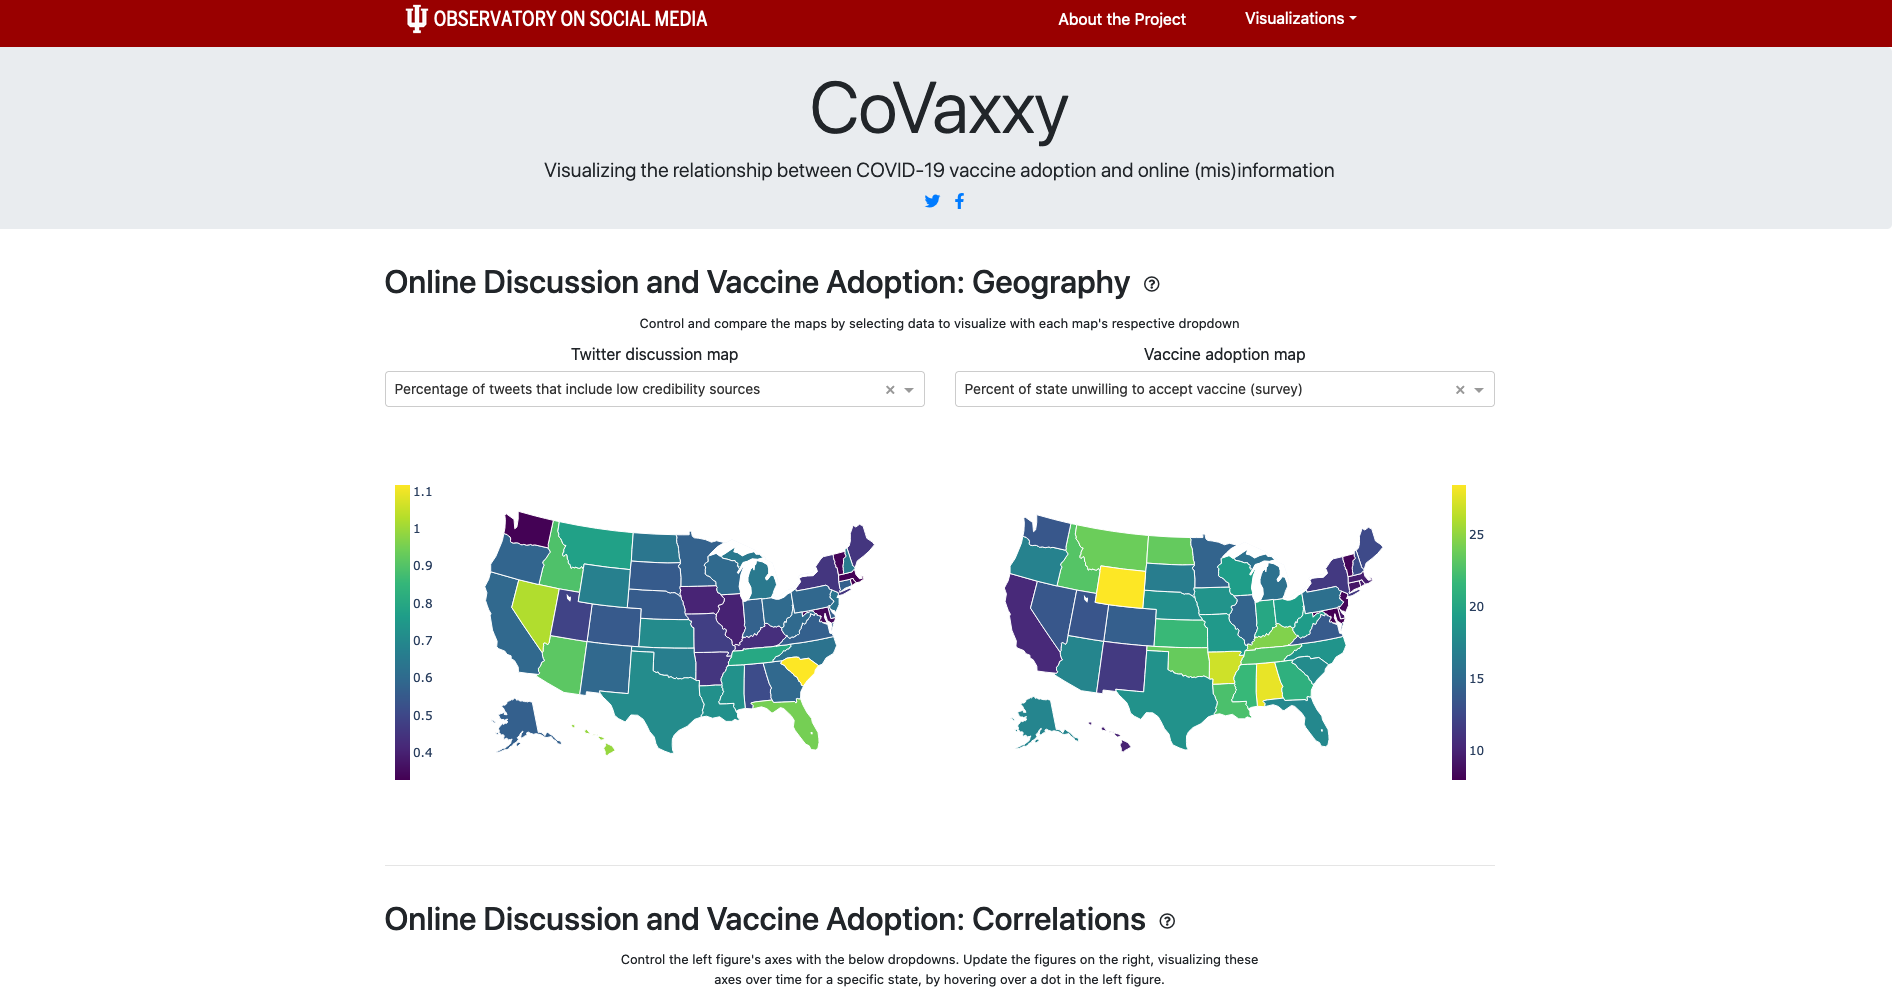 OBSERVATORY ON SOCIAL MEDIA
About the Project
Visualizations
CoVaxxy
Visualizing the relationship between COVID-19 vaccine adoption and online (mis)information
Online Discussion and Vaccine Adoption: Geography
Control and compare the maps by selecting data to visualize with each map's respective dropdown
Twitter discussion map
Percentage of tweets that include low credibility sources
Vaccine adoption map
Percent of state unwilling to accept vaccine (survey)
1.1
1
0.9
0.8
0.7
0.6
0.5
0.4
25
20
15
10
Online Discussion and Vaccine Adoption: Correlations
Control the left figure's axes with the below dropdowns. Update the figures on the right, visualizing these
axes over time for a specific state, by hovering over a dot in the left figure.